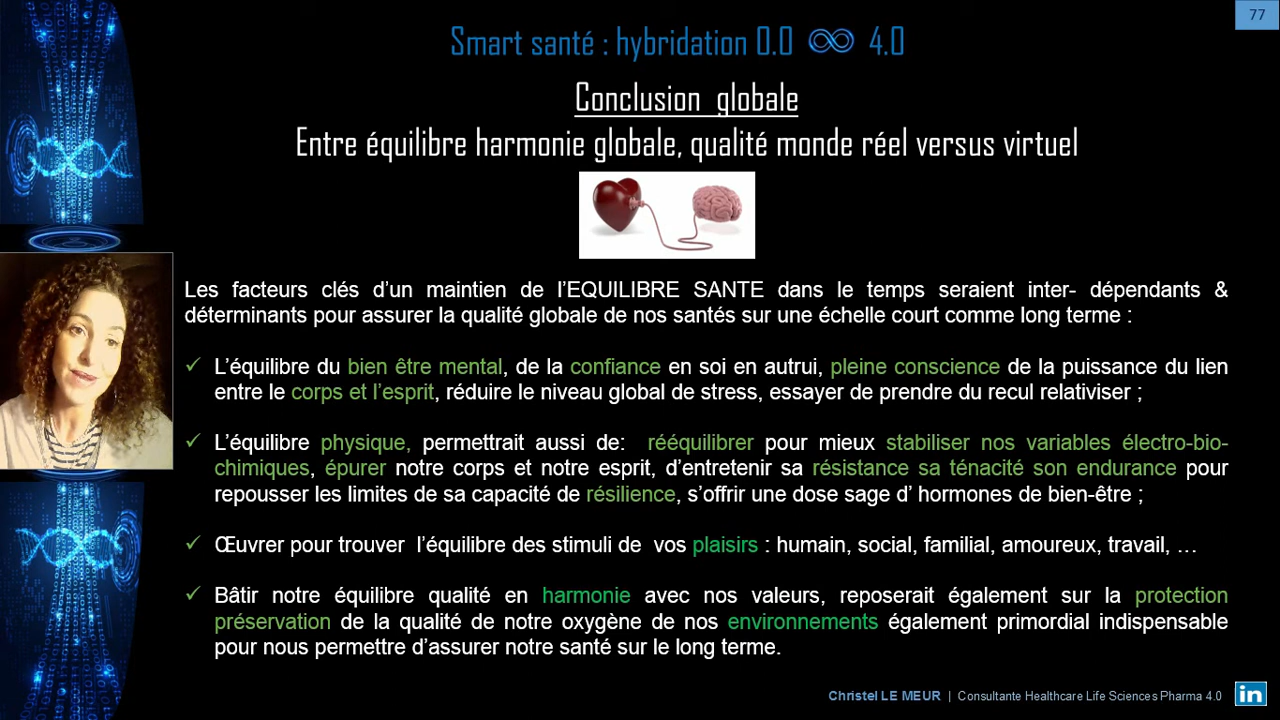 77
Smart santé : hybridation 0.0 ∞ 4.0
Conclusion globale
Entre équilibre harmonie globale, qualité monde réel versus virtuel
Les facteurs clés d’un maintien de l’EQUILIBRE SANTE dans le temps seraient inter- dépendants &
déterminants pour assurer la qualité globale de nos santés sur une échelle court comme long terme :
✓ L’équilibre du bien être mental, de la confiance en soi en autrui, pleine conscience de la puissance du lien
entre le corps et l’esprit, réduire le niveau global de stress, essayer de prendre du recul relativiser ;
✓ L’équilibre physique, permettrait aussi de: rééquilibrer pour mieux stabiliser nos variables électro-bio-
chimiques, épurer notre corps et notre esprit, d’entretenir sa résistance sa ténacité son endurance pour
repousser les limites de sa capacité de résilience, s’offrir une dose sage d’ hormones de bien-être ;
✓ Œuvrer pour trouver l’équilibre des stimuli de vos plaisirs : humain, social, familial, amoureux, travail, …
✓ Bâtir notre équilibre qualité en harmonie avec nos valeurs, reposerait également sur la protection
préservation de la qualité de notre oxygène de nos environnements également primordial indispensable
pour nous permettre d’assurer notre santé sur le long terme.
Christel LE MEUR | Consultante Healthcare Life Sciences Pharma 4.0 in